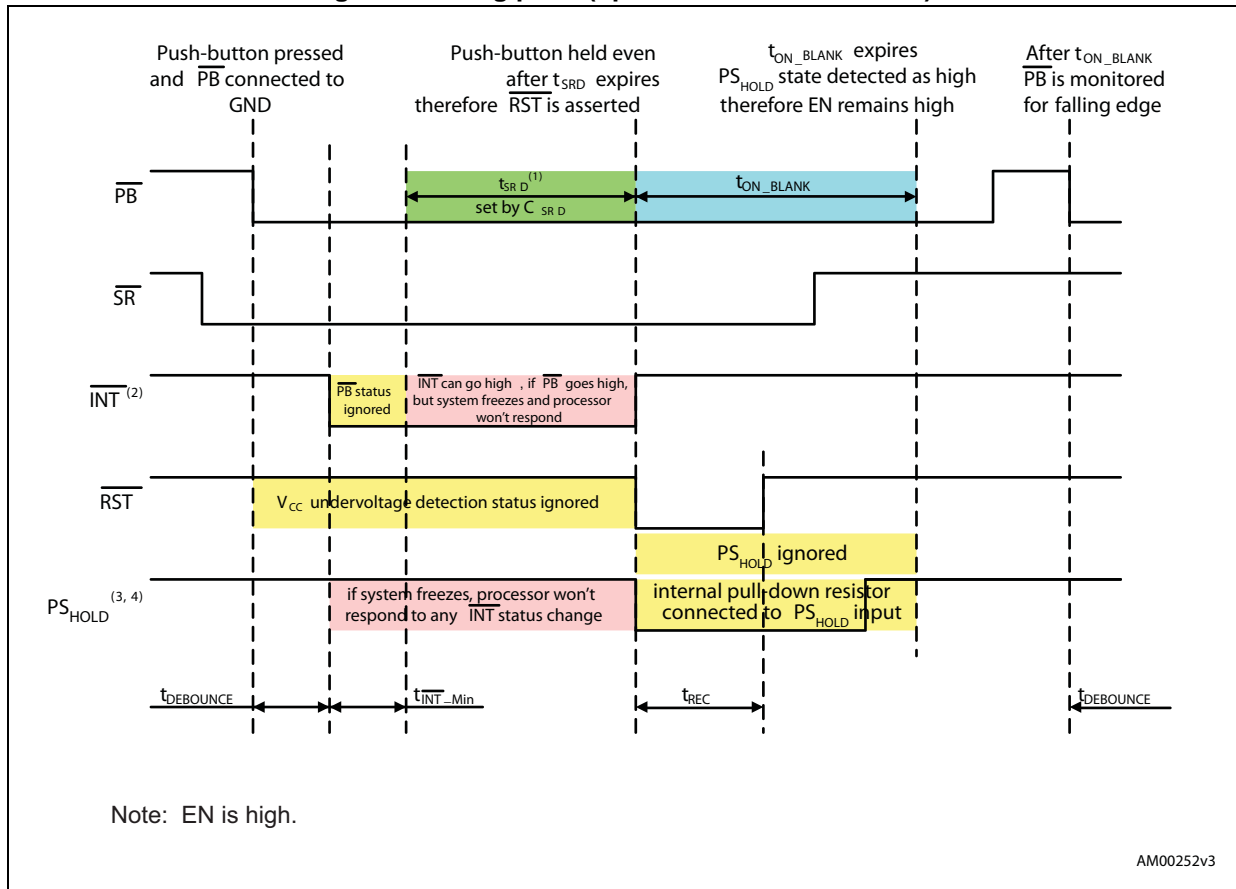 Push-button pressed
and PB connected to
GND
Push-button held even
after tSRD expires
therefore RST is asserted
tON_BLANK expires
PSHOLD state detected as high
therefore EN remains high
After tON_BLANK
PB is monitored
for falling edge
PB
tSR D(1)
set by C SR D
tON_BLANK
SR
INT (2)
PB status
ignored
INT can go high , if PB goes high,
but system freezes and processor
won't respond
RST
VCC undervoltage detection status ignored
PSHOLD ignored
PSHOLD (3, 4)
if system freezes, processor won't
respond to any INT status change
internal pull-down resistor
connected to PSHOLD input
tDEBOUNCE
tINT_Min
tREC
tDEBOUNCE
Note: EN is high.
AM00252v3